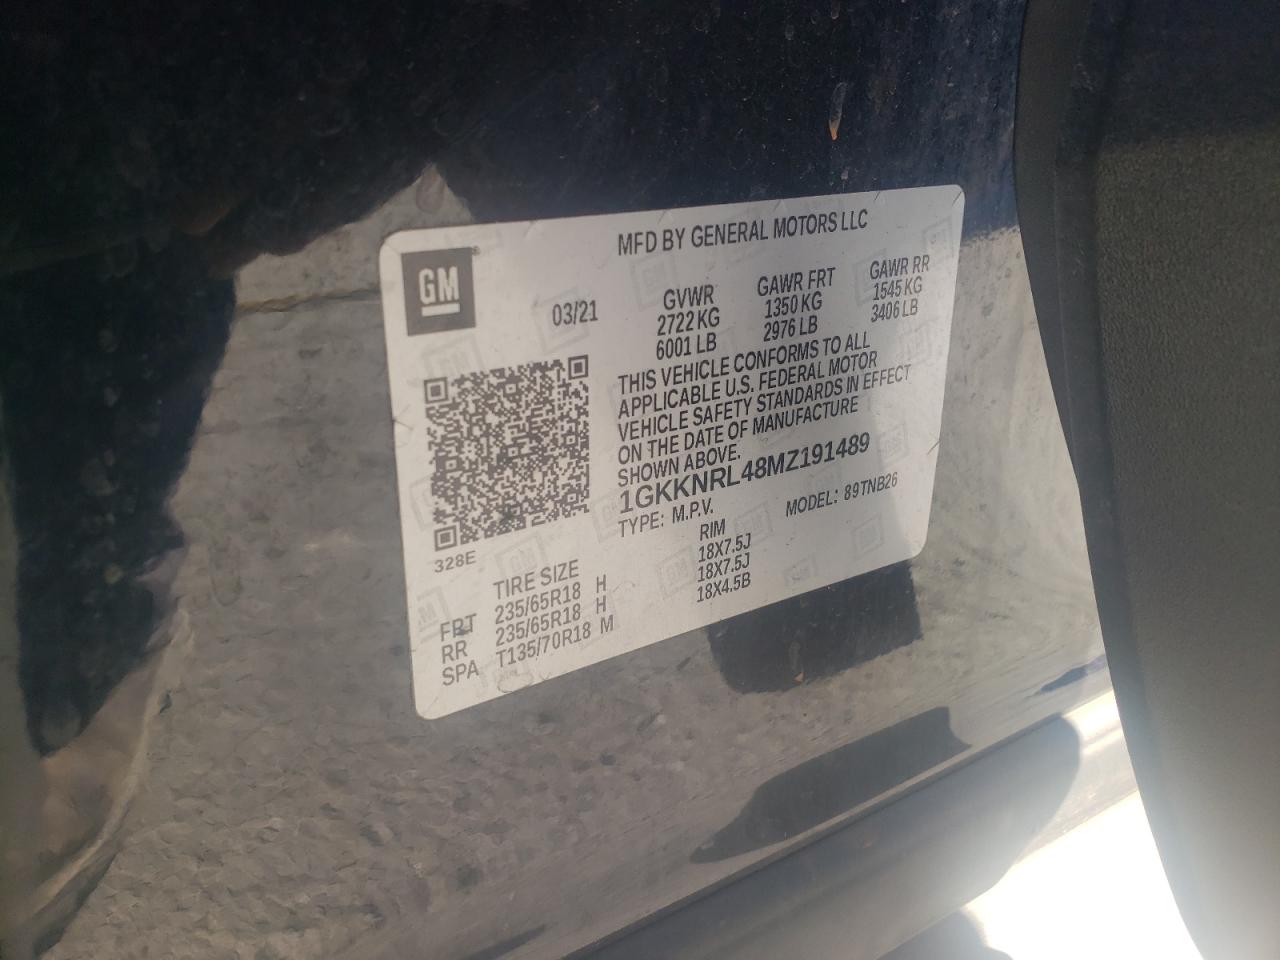 MFD BY GENERAL MOTORS LLC
GM
03/21
GVWR GAWR FRT GAWR RR
2722 KG 1350 KG 1545 KG
6001 LB 2976 LB 3406 LB
THIS VEHICLE CONFORMS TO ALL
APPLICABLE U.S. FEDERAL MOTOR
VEHICLE SAFETY STANDARDS IN EFFECT
ON THE DATE OF MANUFACTURE
SHOWN ABOVE.
1GKKNRL48MZ191489
TYPE: M.P.V. MODEL: 89TNB26
328E
TIRE SIZE RIM
FRT 235/65R18 H 18X7.5J
RR 235/65R18 H 18X7.5J
SPA T135/70R18 M 18X4.5B